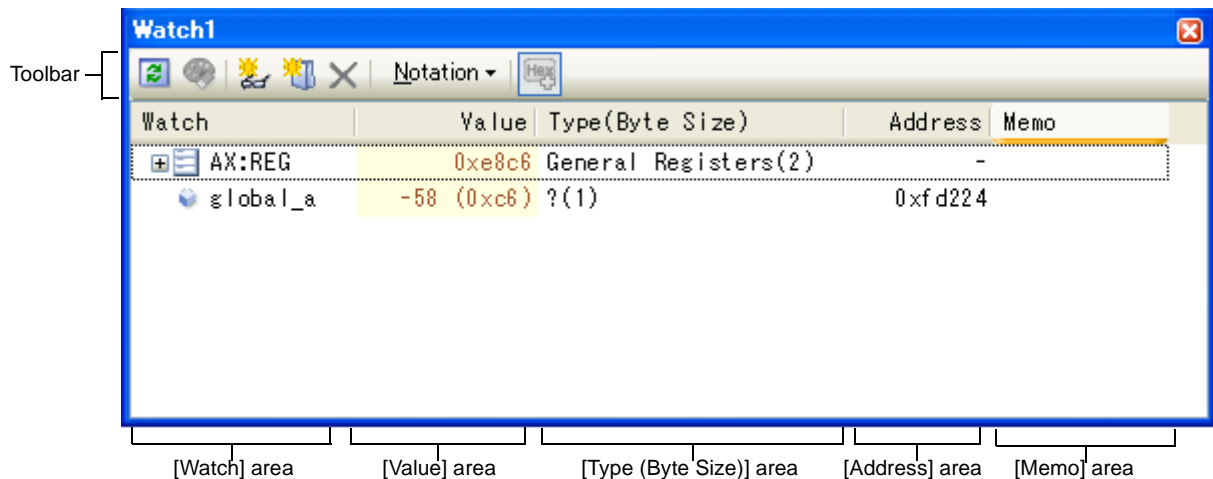 Watch1
Toolbar
Notation
Hex
Watch Value Type(Byte Size) Address Memo
AX:REG 0xe8c6 General Registers(2) -
global_a -58 (0xc6) ?(1) 0xfd224
[Watch] area [Value] area [Type (Byte Size)] area [Address] area [Memo] area